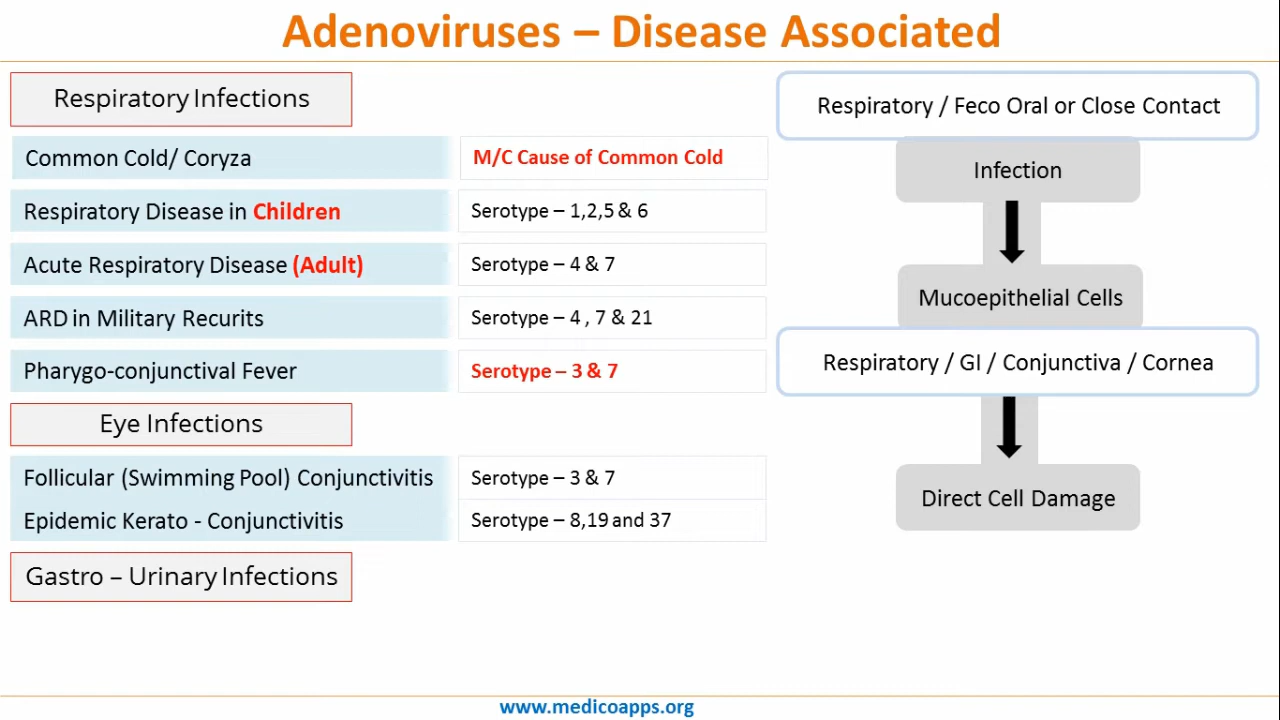 Adenoviruses – Disease Associated
Respiratory Infections
Common Cold/ Coryza
M/C Cause of Common Cold
Respiratory Disease in Children
Serotype – 1,2,5 & 6
Acute Respiratory Disease (Adult)
Serotype – 4 & 7
ARD in Military Recurits
Serotype – 4 , 7 & 21
Pharygo-conjunctival Fever
Serotype – 3 & 7
Eye Infections
Follicular (Swimming Pool) Conjunctivitis
Serotype – 3 & 7
Epidemic Kerato - Conjunctivitis
Serotype – 8,19 and 37
Gastro – Urinary Infections
Respiratory / Feco Oral or Close Contact
Infection
Mucoepithelial Cells
Respiratory / GI / Conjunctiva / Cornea
Direct Cell Damage
www.medicoapps.org